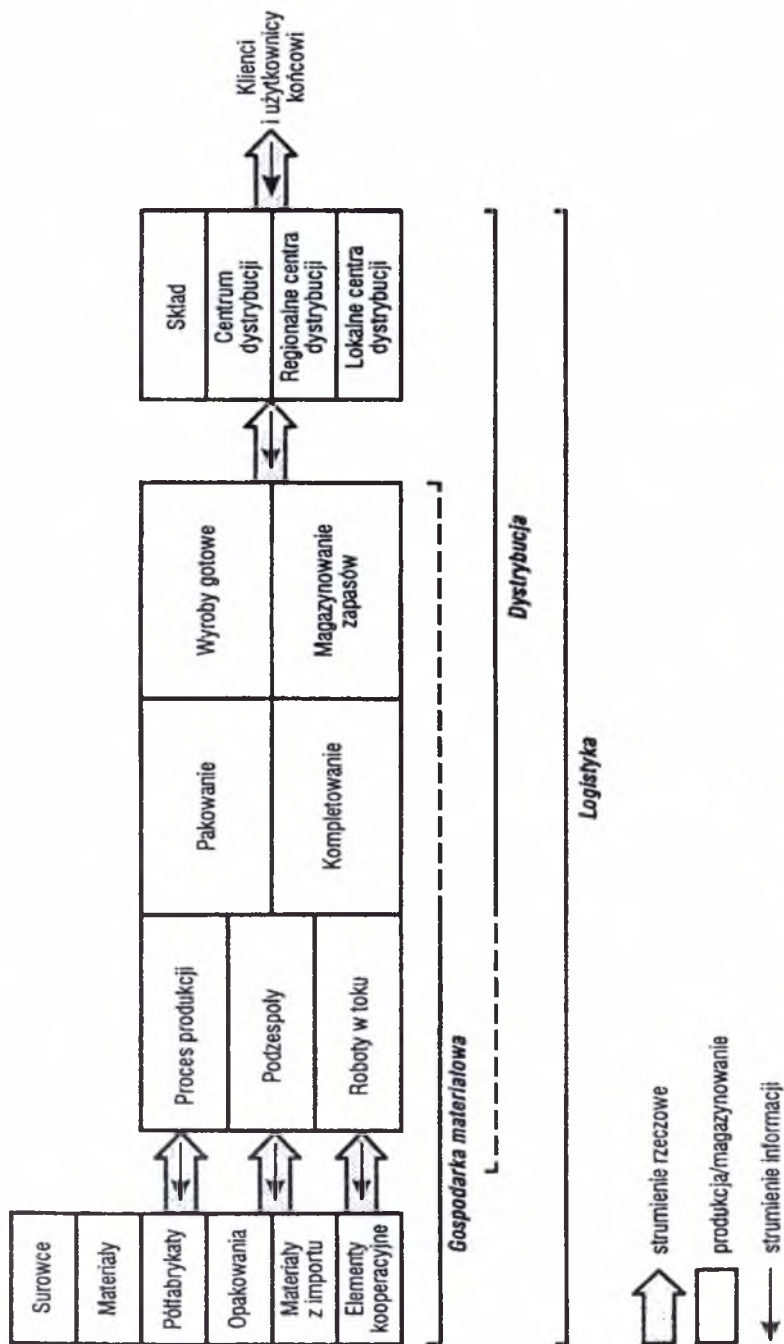 Surowce
Materiały
Półfabrykaty
Opakowania
Materiały
z importu
Elementy
kooperacyjne
Proces produkcji
Podzespoły
Roboty w toku
Pakowanie
Kompletowanie
Wyroby gotowe
Magazynowanie
zapasów
Skład
Centrum
dystrybucji
Regionalne centra
dystrybucji
Lokalne centra
dystrybucji
Klienci
i użytkownicy
końcowi
Gospodarka materiałowa
Dystrybucja
Logistyka
strumienie rzeczowe
produkcja/magazynowanie
strumienie informacji